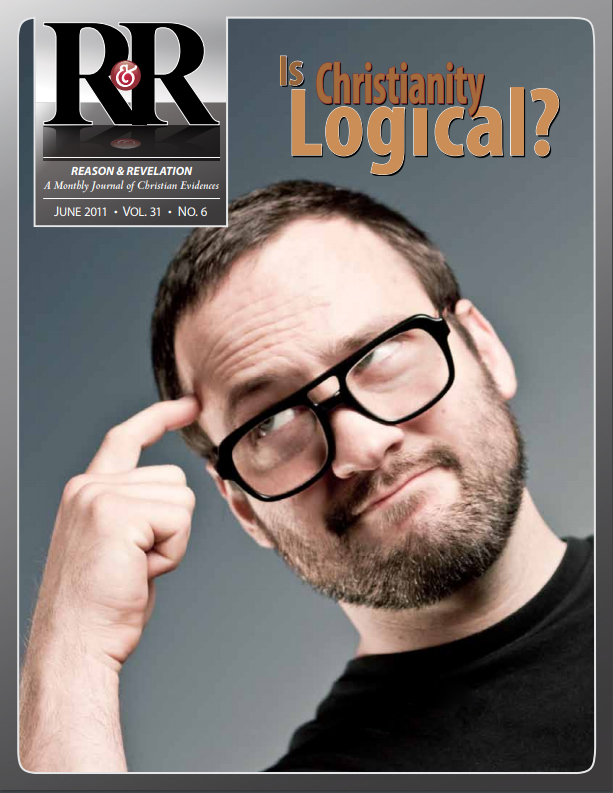 R&R
REASON & REVELATION
A Monthly Journal of Christian Evidences
JUNE 2011 • VOL. 31 • NO. 6
Is Christianity
Logical?